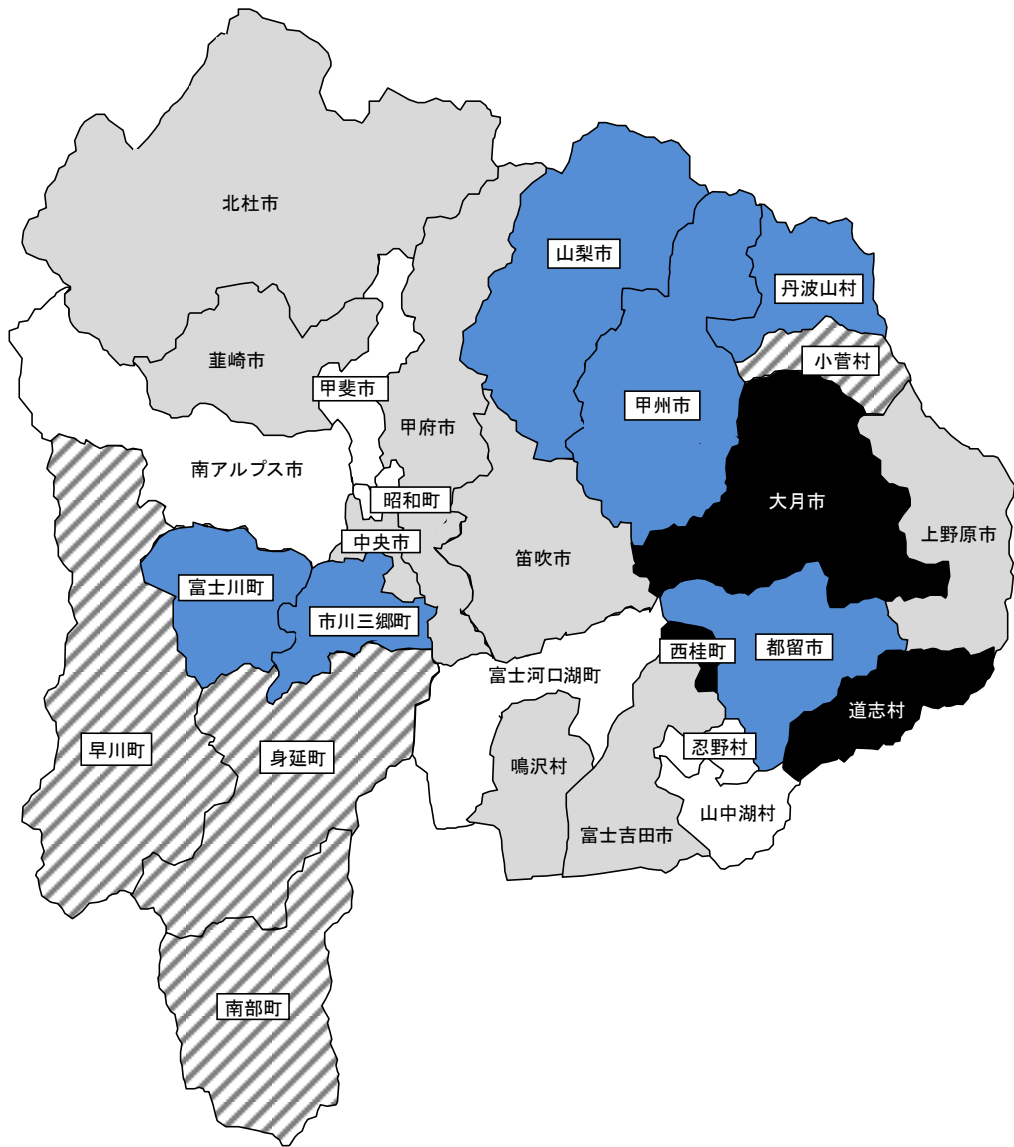 北杜市
山梨市
丹波山村
韮崎市
小菅村
甲斐市
甲州市
甲府市
南アルプス市
昭和町
大月市
中央市
上野原市
笛吹市
富士川町
市川三郷町
西桂町
都留市
富士河口湖町
道志村
早川町
身延町
忍野村
鳴沢村
山中湖村
富士吉田市
南部町